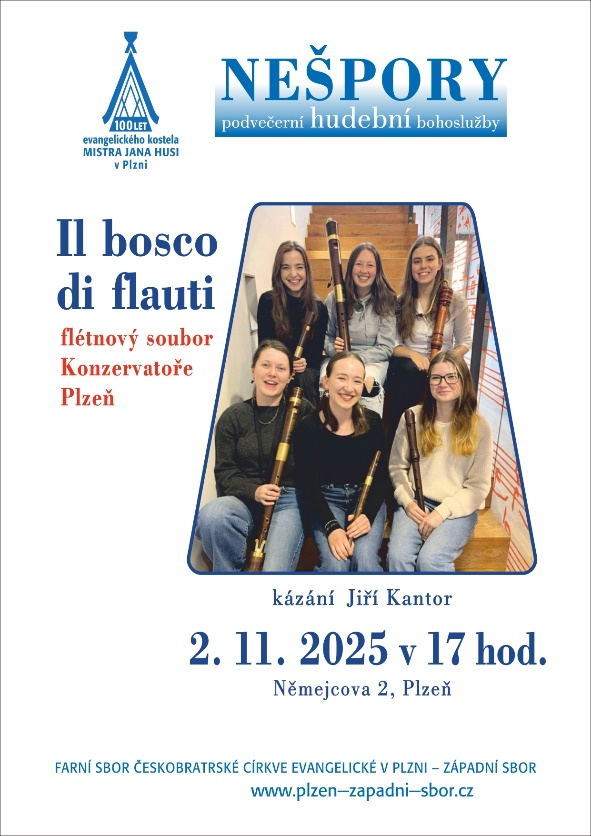 100 LET
evangelického kostela
MISTRA JANA HUSI
v Plzni
NEŠPORY
podvečerní hudební bohoslužby
Il bosco
di flauti
flétnový soubor
Konzervatoře
Plzeň
kázání Jiří Kantor
2. 11. 2025 v 17 hod.
Němejcova 2, Plzeň
FARNÍ SBOR ČESKOBRATRSKÉ CÍRKVE EVANGELICKÉ V PLZNI – ZÁPADNÍ SBOR
www.plzen–zapadni–sbor.cz